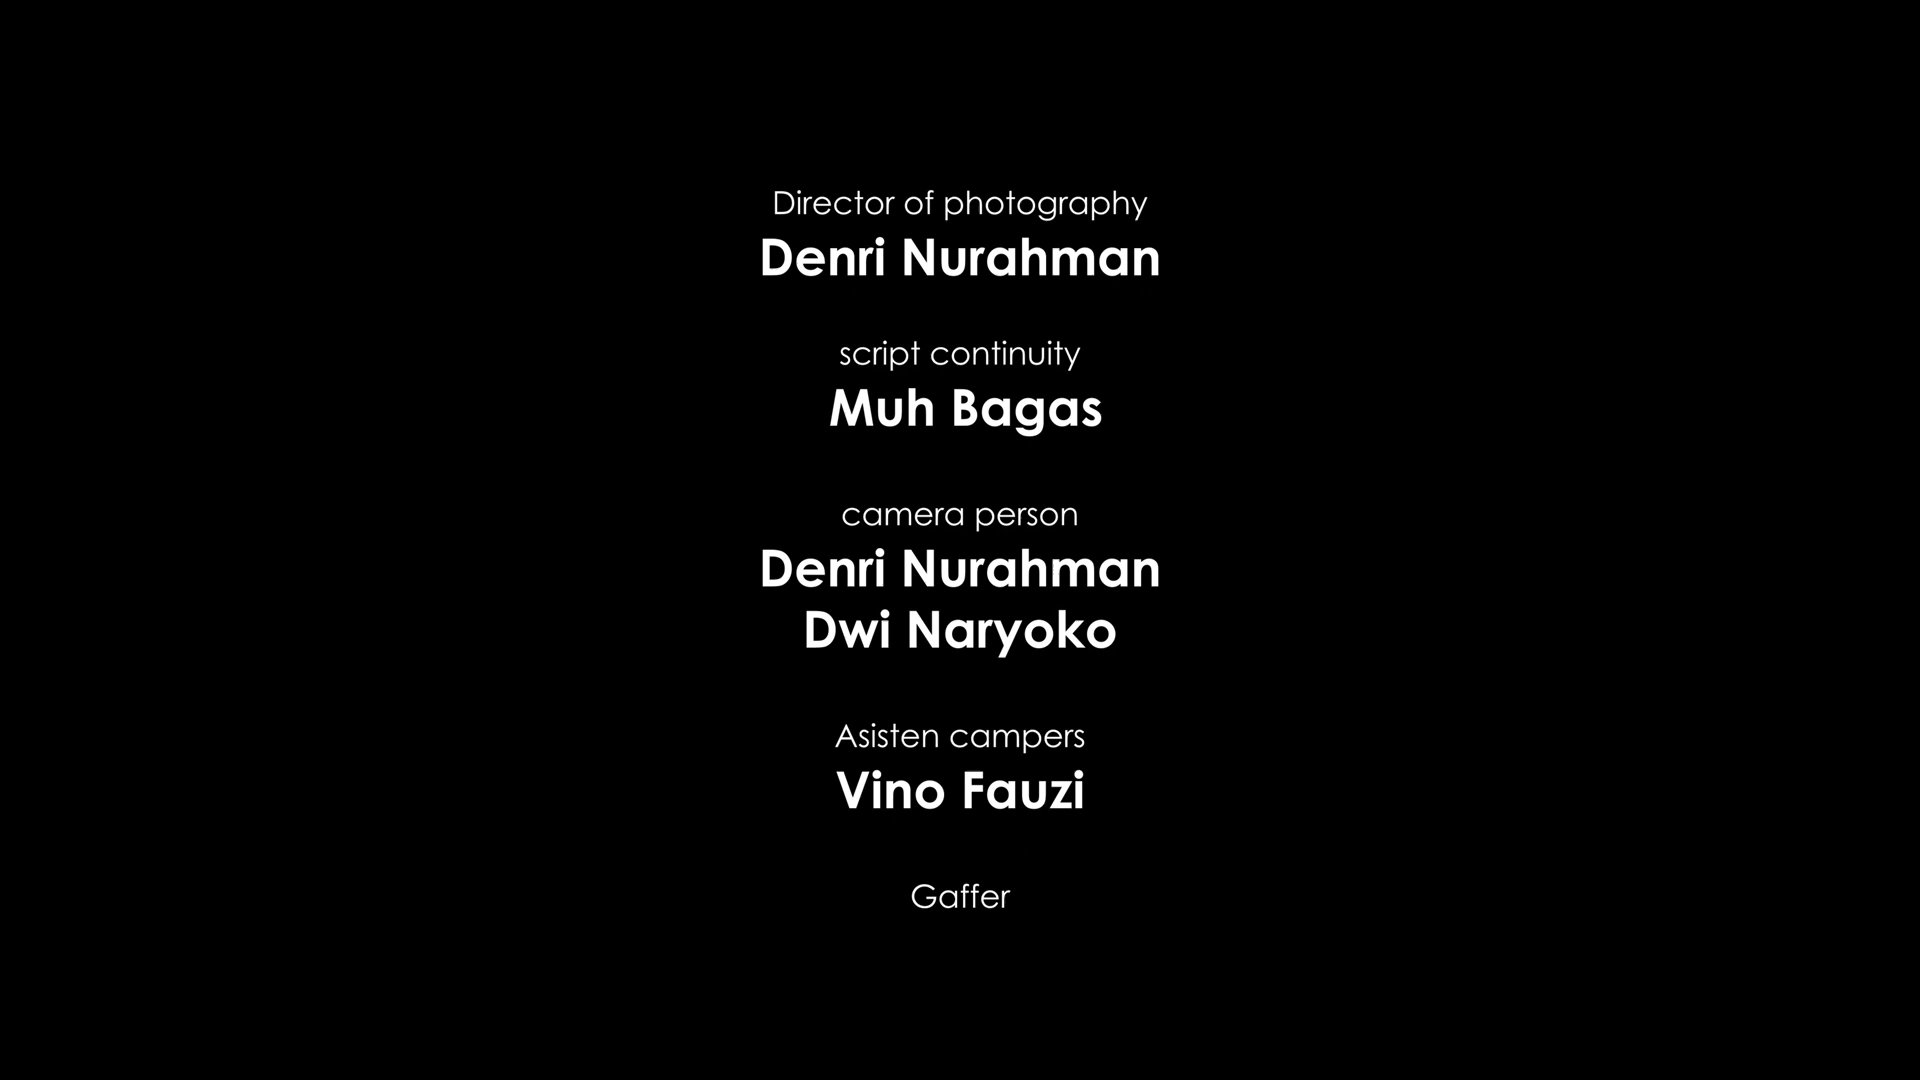 Director of photography
Denri Nurahman
script continuity
Muh Bagas
camera person
Denri Nurahman
Dwi Naryoko
Asisten campers
Vino Fauzi
Gaffer